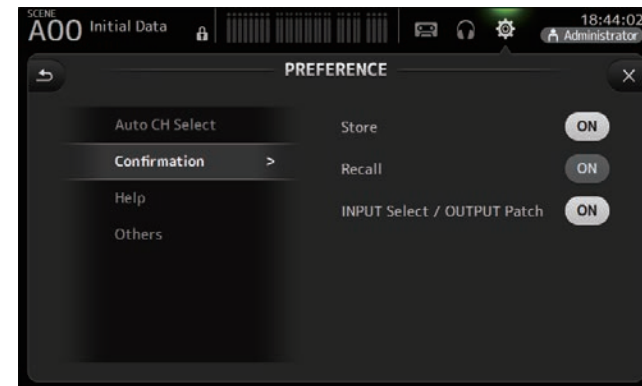 SCENE
A00 Initial Data
18:44:02
Administrator
PREFERENCE
Auto CH Select
Store
ON
Confirmation >
Recall
ON
Help
INPUT Select / OUTPUT Patch
ON
Others